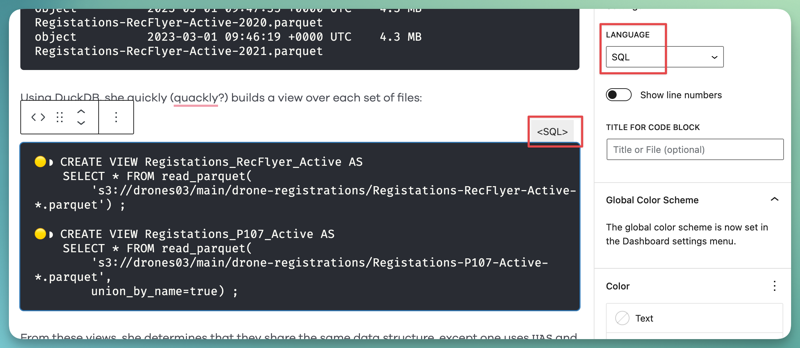 object 2023-03-01 09:47:33 +0000 UTC 4.3 MB
Registations-RecFlyer-Active-2020.parquet
object 2023-03-01 09:46:19 +0000 UTC 4.3 MB
Registations-RecFlyer-Active-2021.parquet
Using DuckDB, she quickly (quackly?) builds a view over each set of files:
<SQL>
CREATE VIEW Registations_RecFlyer_Active AS
SELECT * FROM read_parquet(
's3://drones03/main/drone-registrations/Registations-RecFlyer-Active-
*.parquet') ;
CREATE VIEW Registations_P107_Active AS
SELECT * FROM read_parquet(
's3://drones03/main/drone-registrations/Registations-P107-Active-
*.parquet',
union_by_name=true) ;
From these views, she determines that they share the same data structure, except one uses UAS and
LANGUAGE
SQL
Show line numbers
TITLE FOR CODE BLOCK
Title or File (optional)
Global Color Scheme
The global color scheme is now set in
the Dashboard settings menu.
Color
Text